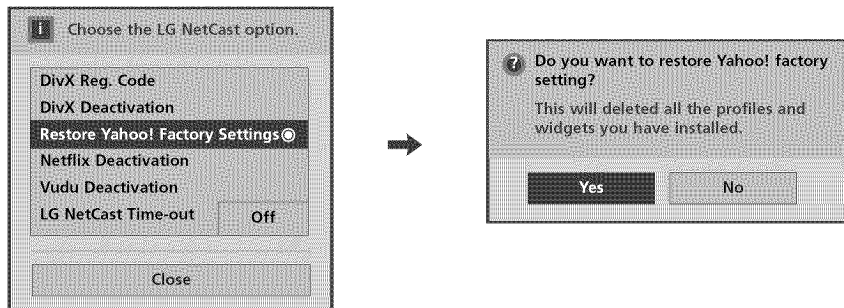 i Choose the LG NetCast option.
DivX Reg. Code
DivX Deactivation
Restore Yahoo! Factory Settings
Netflix Deactivation
Vudu Deactivation
LG NetCast Time-out Off
Close
? Do you want to restore Yahoo! factory
setting?
This will deleted all the profiles and
widgets you have installed.
Yes No